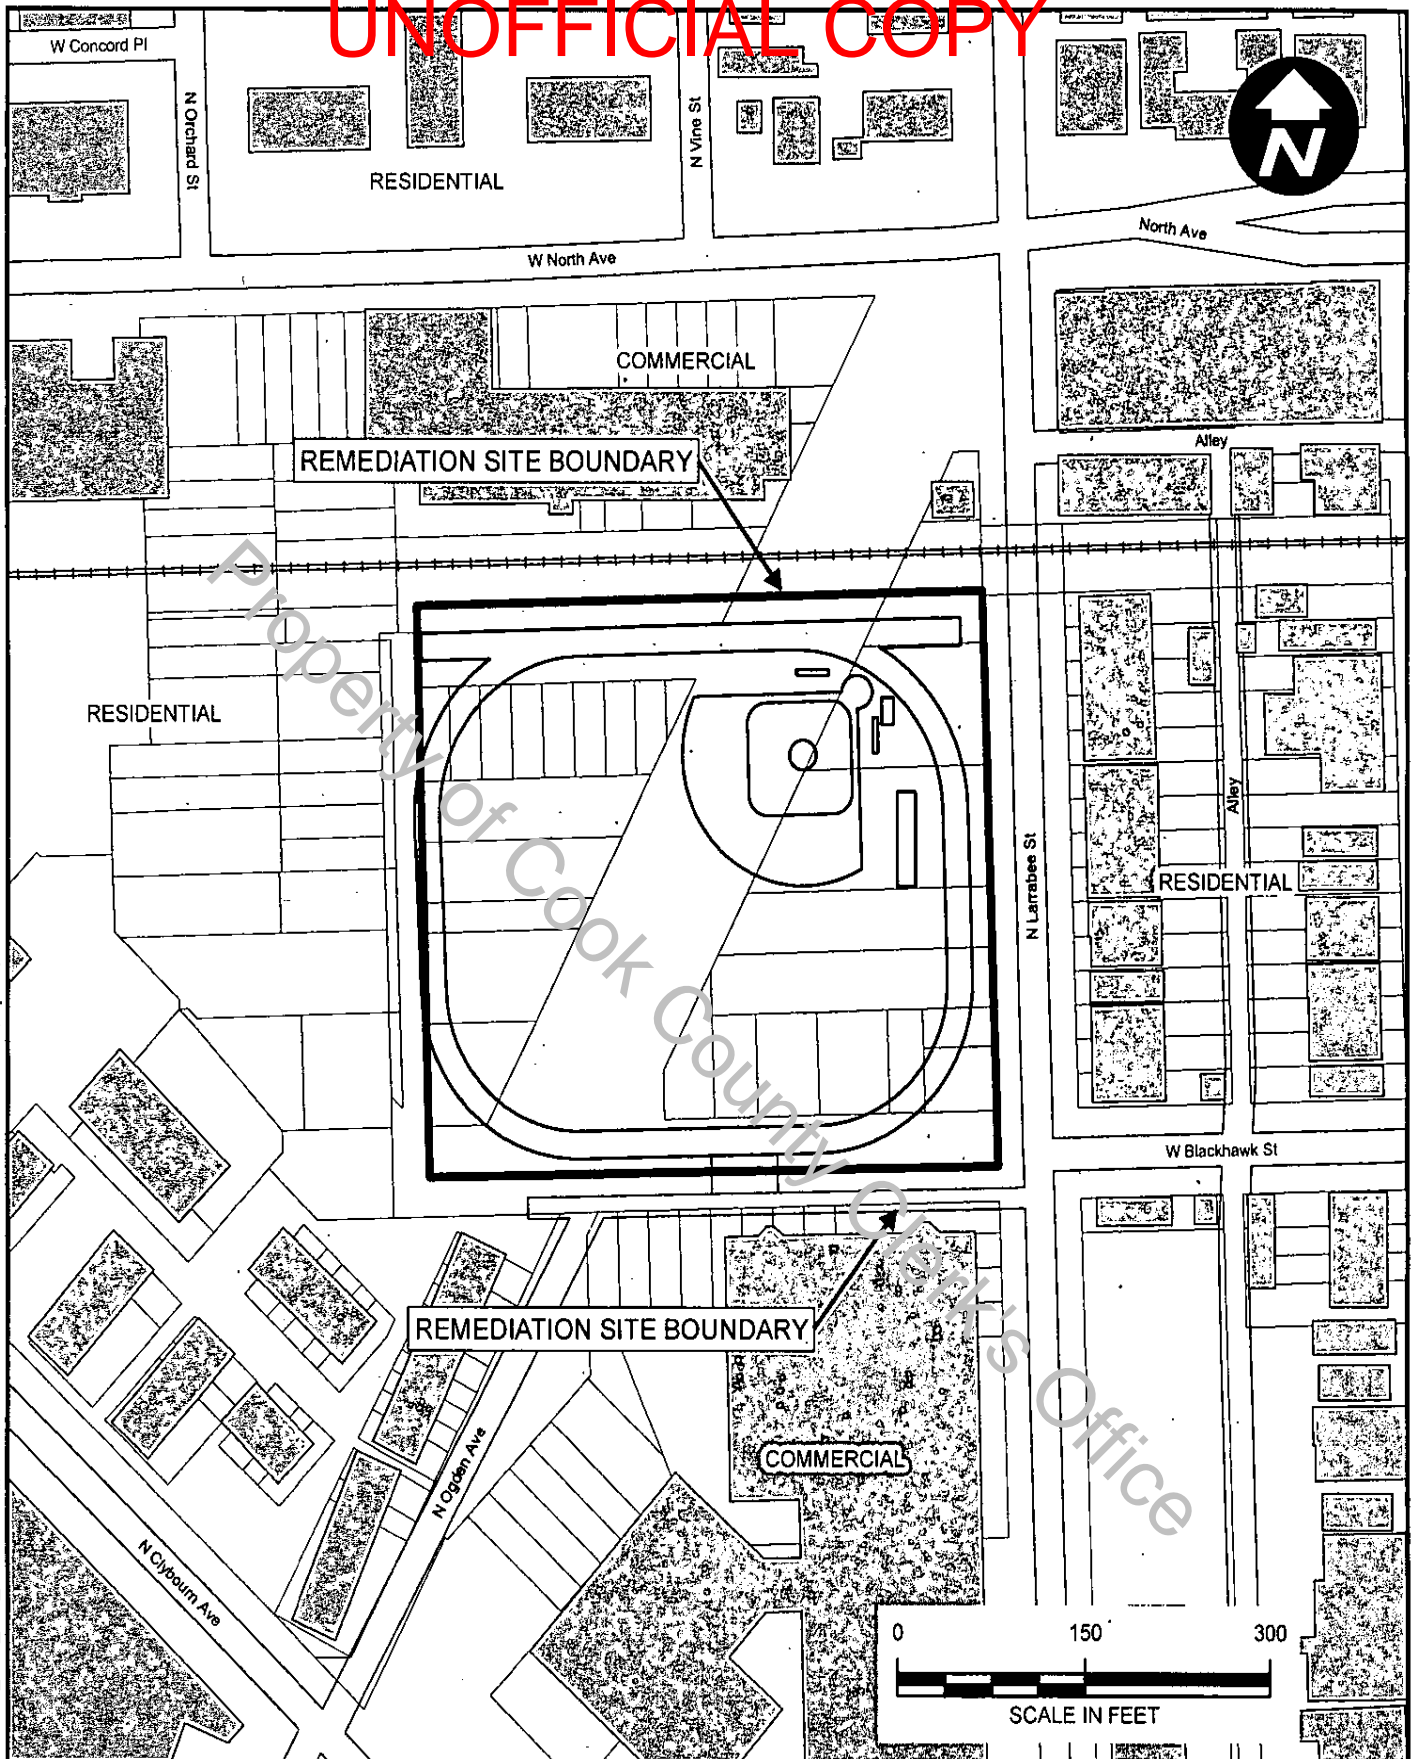 UNOFFICIAL COPY
W Concord Pl
N Orchard St
N Vine St
N
RESIDENTIAL
North Ave
W North Ave
COMMERCIAL
Alley
REMEDIATION SITE BOUNDARY
RESIDENTIAL
Alley
N Larrabee St
RESIDENTIAL
Property of Cook County Clerk's Office
W Blackhawk St
REMEDIATION SITE BOUNDARY
N Ogden Ave
COMMERCIAL
N Clybourn Ave
0 150 300
SCALE IN FEET